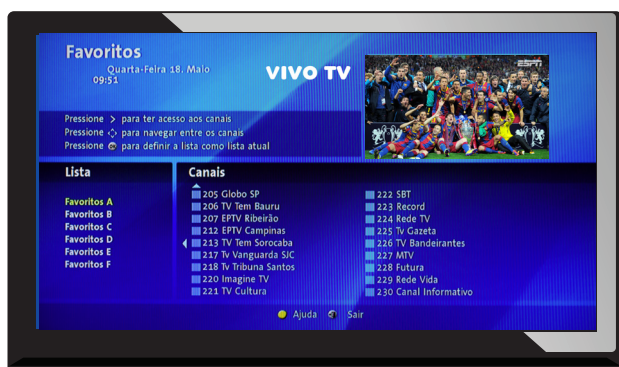 Favoritos
Quarta-Feira 18. Maio
09:51
VIVO TV
ESPN
Pressione > para ter acesso aos canais
Pressione para navegar entre os canais
Pressione OK para definir a lista como lista atual
Lista
Favoritos A
Favoritos B
Favoritos C
Favoritos D
Favoritos E
Favoritos F
Canais
205 Globo SP
206 TV Tem Bauru
207 EPTV Ribeirão
212 EPTV Campinas
213 TV Tem Sorocaba
217 Tv Vanguarda SJC
218 Tv Tribuna Santos
220 Imagine TV
221 TV Cultura
222 SBT
223 Record
224 Rede TV
225 Tv Gazeta
226 TV Bandeirantes
227 MTV
228 Futura
229 Rede Vida
230 Canal Informativo
Ajuda
Sair